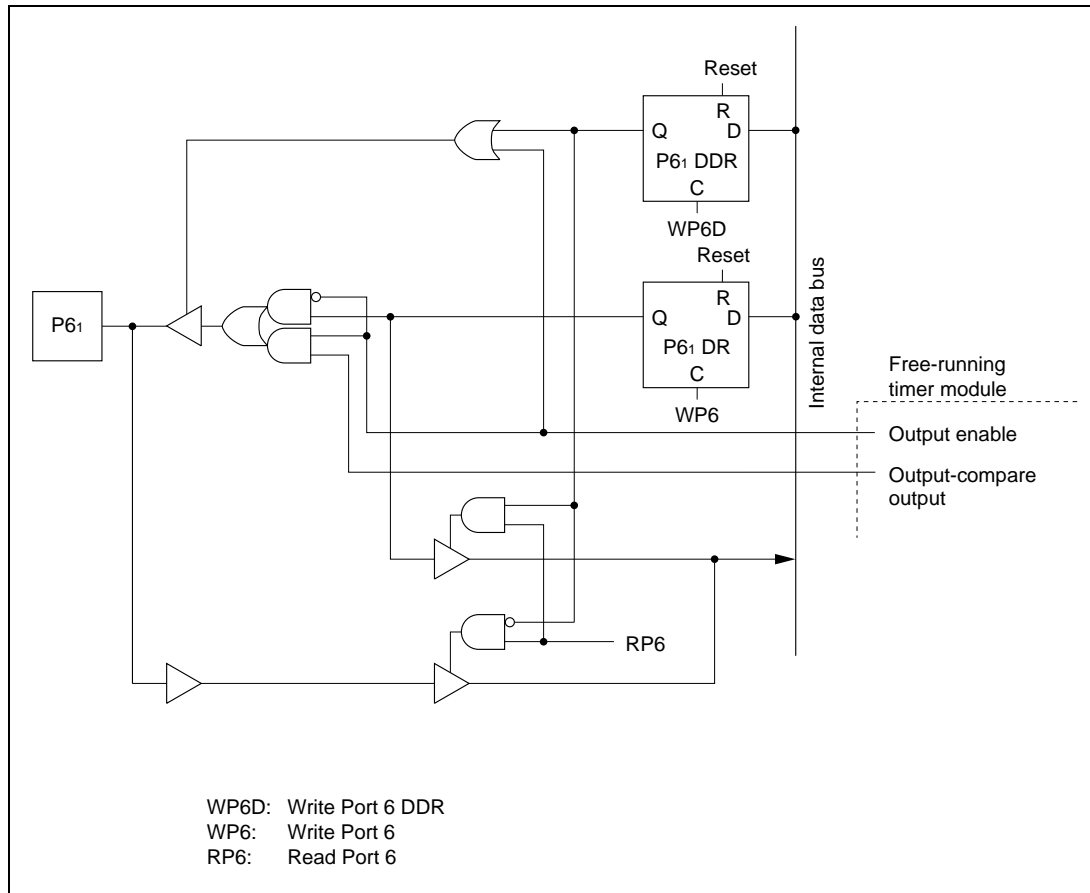 Reset
R
Q D
P6₁ DDR
C
WP6D
Reset
R
Q D
P6₁ DR
C
WP6
P6₁
Internal data bus
Free-running
timer module
Output enable
Output-compare
output
RP6
WP6D: Write Port 6 DDR
WP6: Write Port 6
RP6: Read Port 6